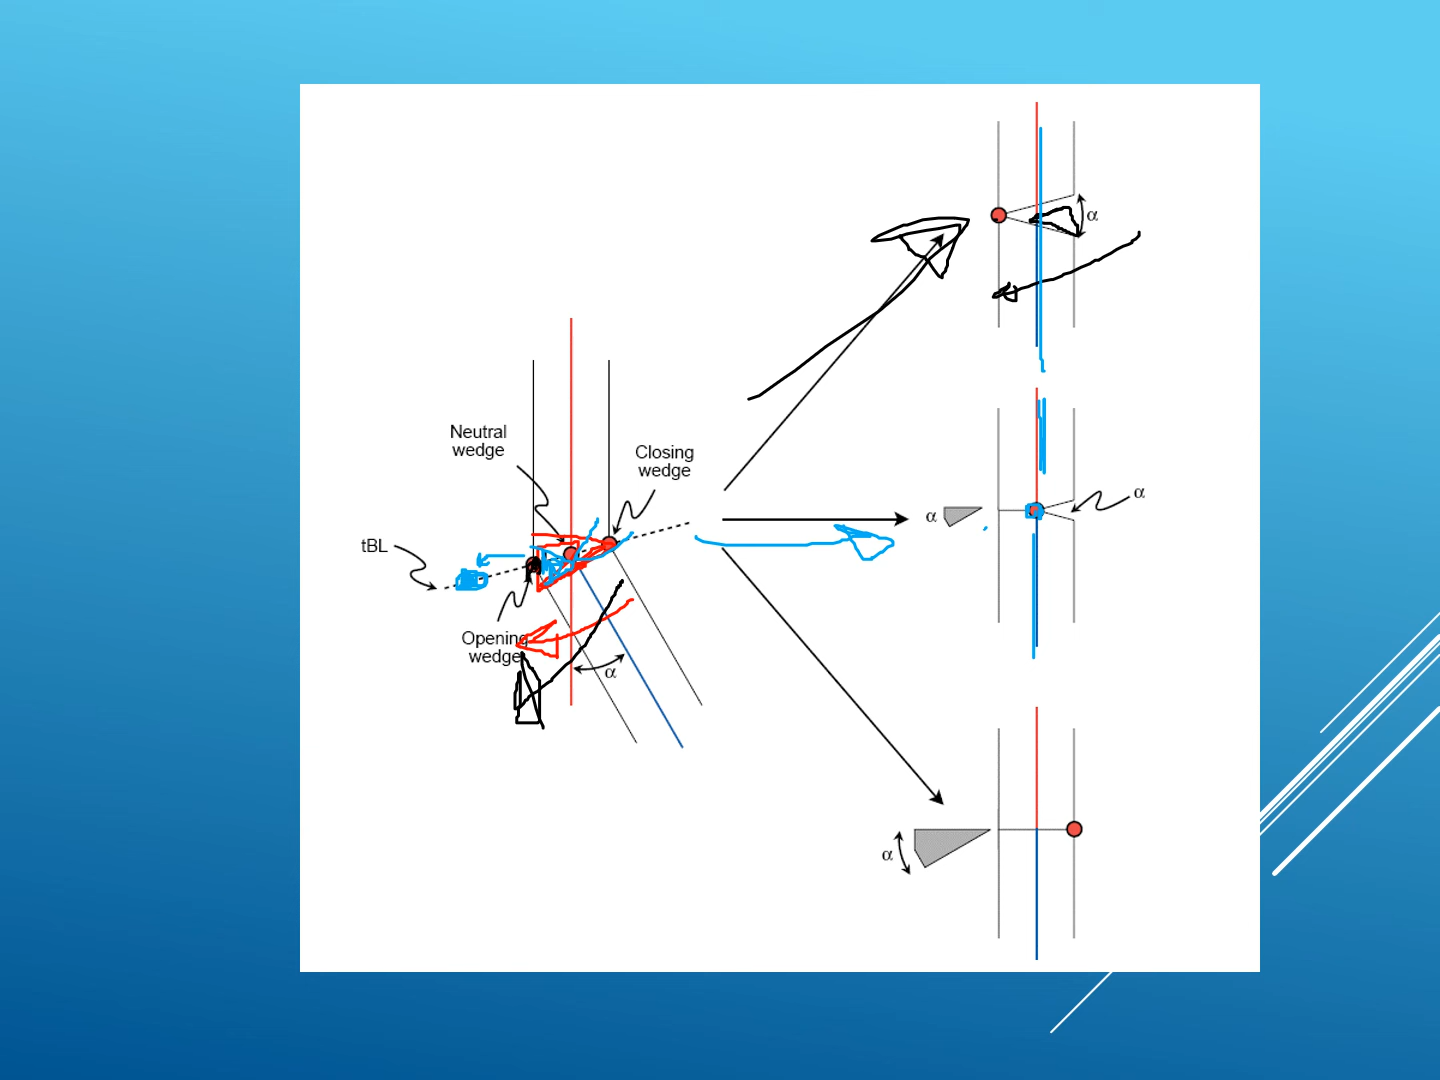 α
Neutral
wedge
Closing
wedge
α
α
tBL
Opening
wedge
α
α